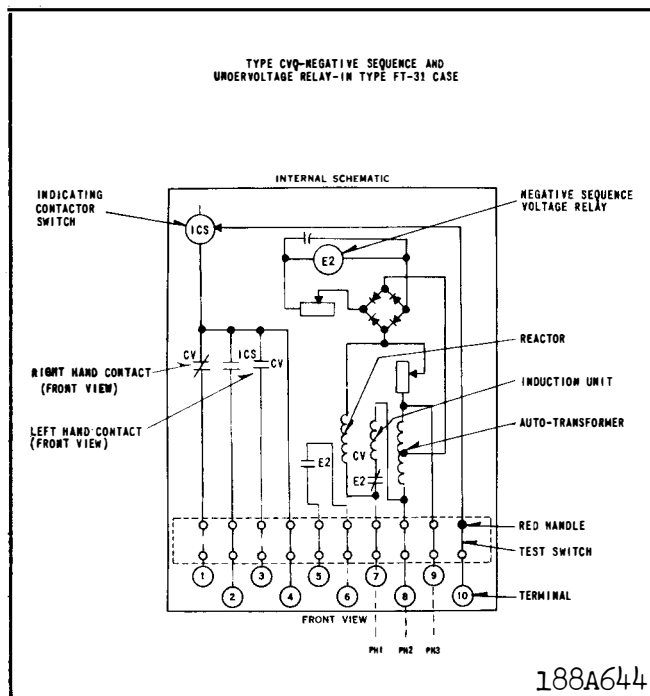 TYPE CVQ-NEGATIVE SEQUENCE AND
UNDERVOLTAGE RELAY-IN TYPE FT-31 CASE
INTERNAL SCHEMATIC
INDICATING
CONTACTOR
SWITCH
ICS
NEGATIVE SEQUENCE
VOLTAGE RELAY
E2
REACTOR
CV
ICS
CV
RIGHT HAND CONTACT
(FRONT VIEW)
INDUCTION UNIT
AUTO-TRANSFORMER
LEFT HAND CONTACT
(FRONT VIEW)
CV
E2
E2
RED HANDLE
TEST SWITCH
1
3
5
7
9
2
4
6
8
10
TERMINAL
FRONT VIEW
PH1
PH2
PH3
188A644